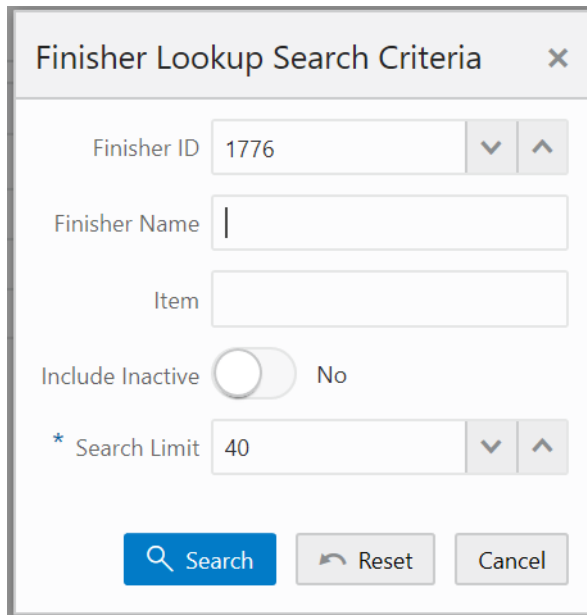 Finisher Lookup Search Criteria
Finisher ID 1776
Finisher Name
Item
Include Inactive No
* Search Limit 40
Search Reset Cancel